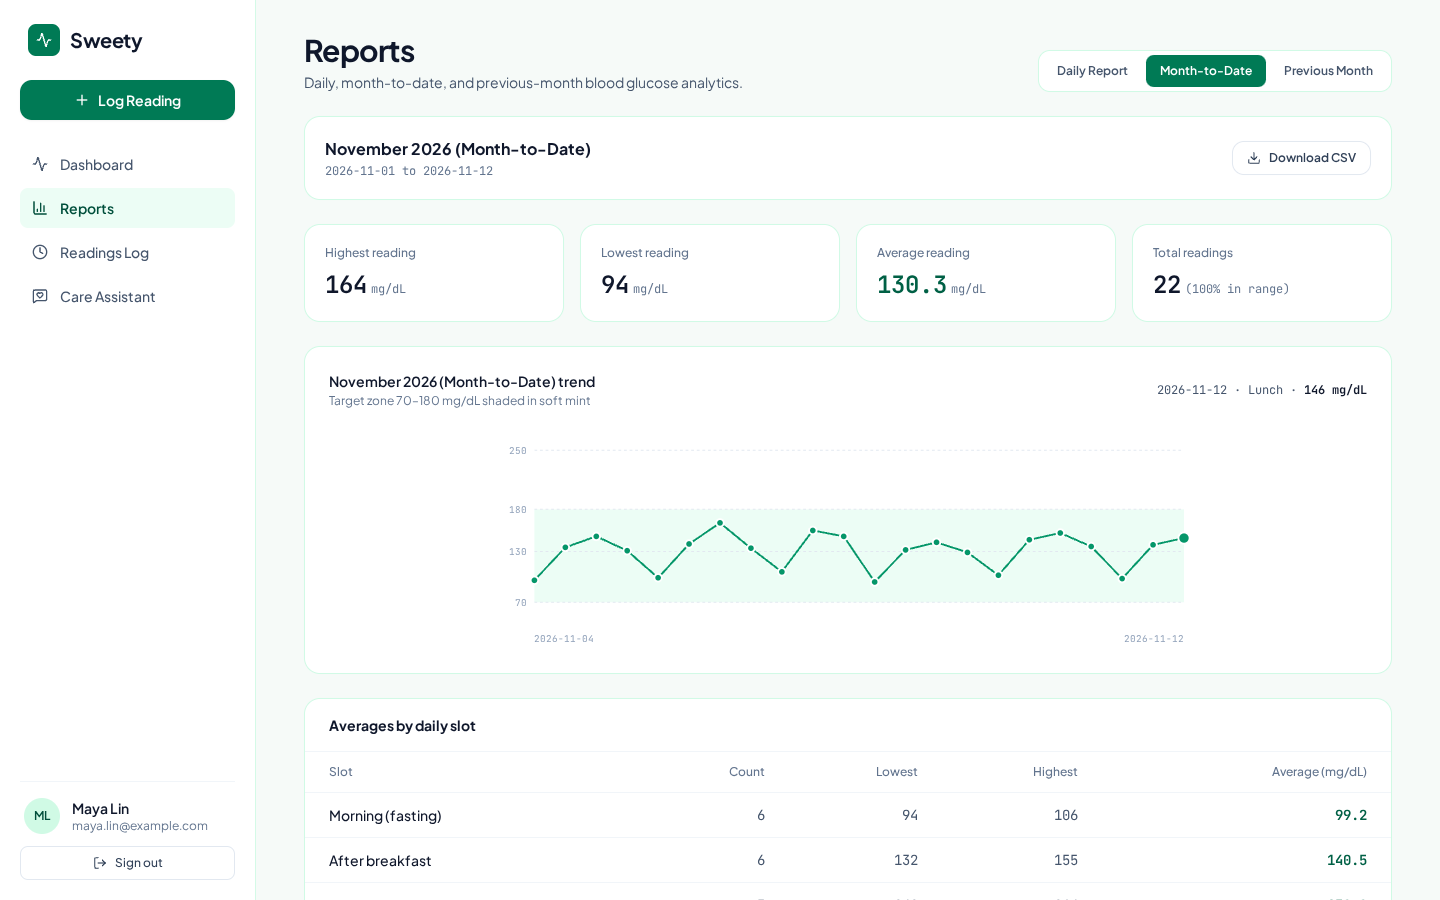 Sweety
Log Reading
Dashboard
Reports
Readings Log
Care Assistant
Maya Lin
ML
maya.lin@example.com
Sign out
Reports
Daily, month-to-date, and previous-month blood glucose analytics.
Daily Report
Month-to-Date
Previous Month
November 2026 (Month-to-Date)
2026-11-01 to 2026-11-12
Download CSV
Highest reading
164 mg/dL
Lowest reading
94 mg/dL
Average reading
130.3 mg/dL
Total readings
22 (100% in range)
November 2026 (Month-to-Date) trend
Target zone 70–180 mg/dL shaded in soft mint
2026-11-12 · Lunch · 146 mg/dL
250
180
130
70
2026-11-04
2026-11-12
Averages by daily slot
Slot Count Lowest Highest Average (mg/dL)
Morning (fasting) 6 94 106 99.2
After breakfast 6 132 155 140.5